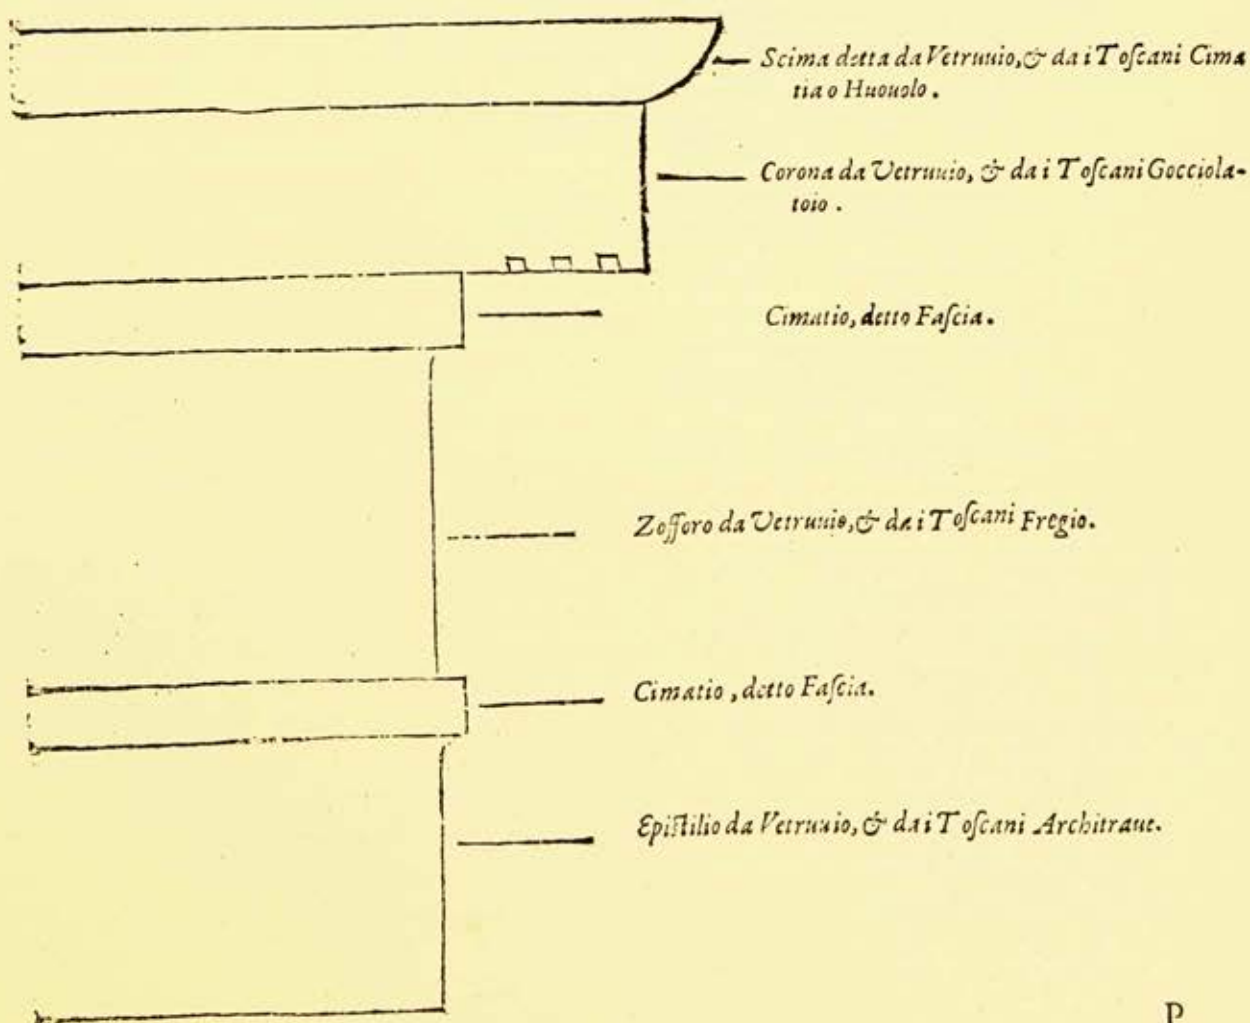 Scima detta da Vetruuio, & da i Toſcani Cima
tia o Huouolo.
Corona da Vetruuio, & da i Toſcani Gocciola-
toio.
Cimatio, detto Faſcia.
Zofforo da Vetruuio, & da i Toſcani Fregio.
Cimatio, detto Faſcia.
Epiſtilio da Vetruuio, & da i Toſcani Architraue.
P